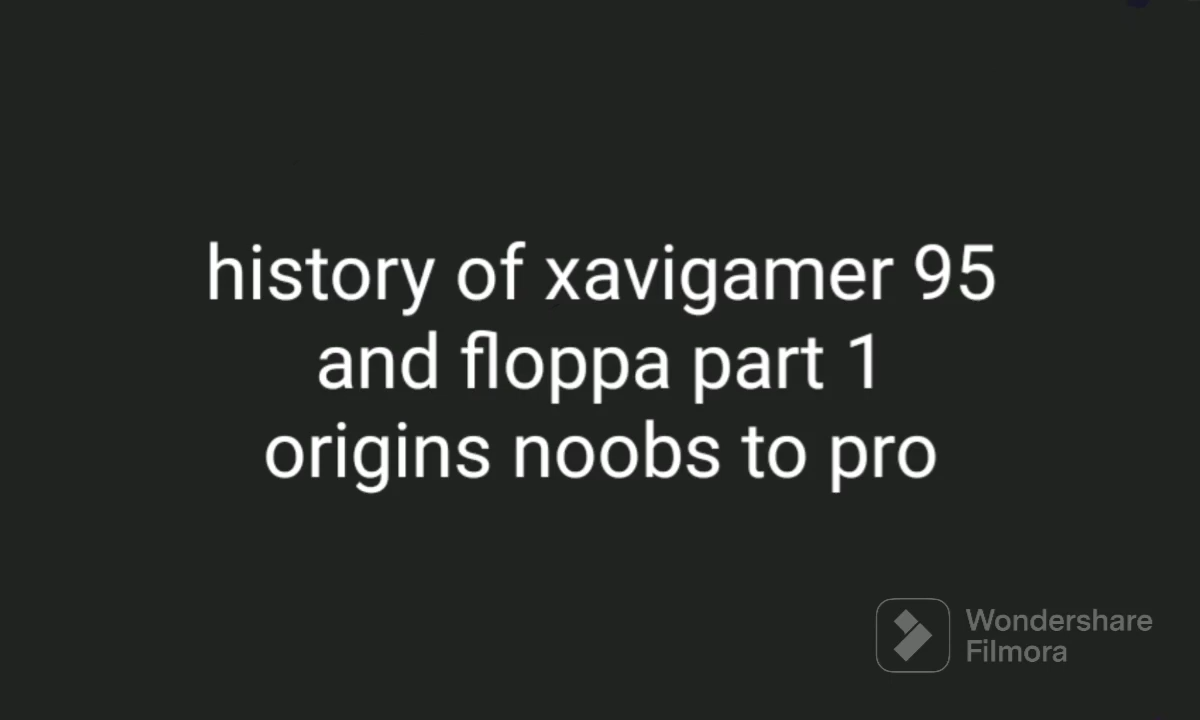 history of xavigamer 95
and floppa part 1
origins noobs to pro
Wondershare
Filmora